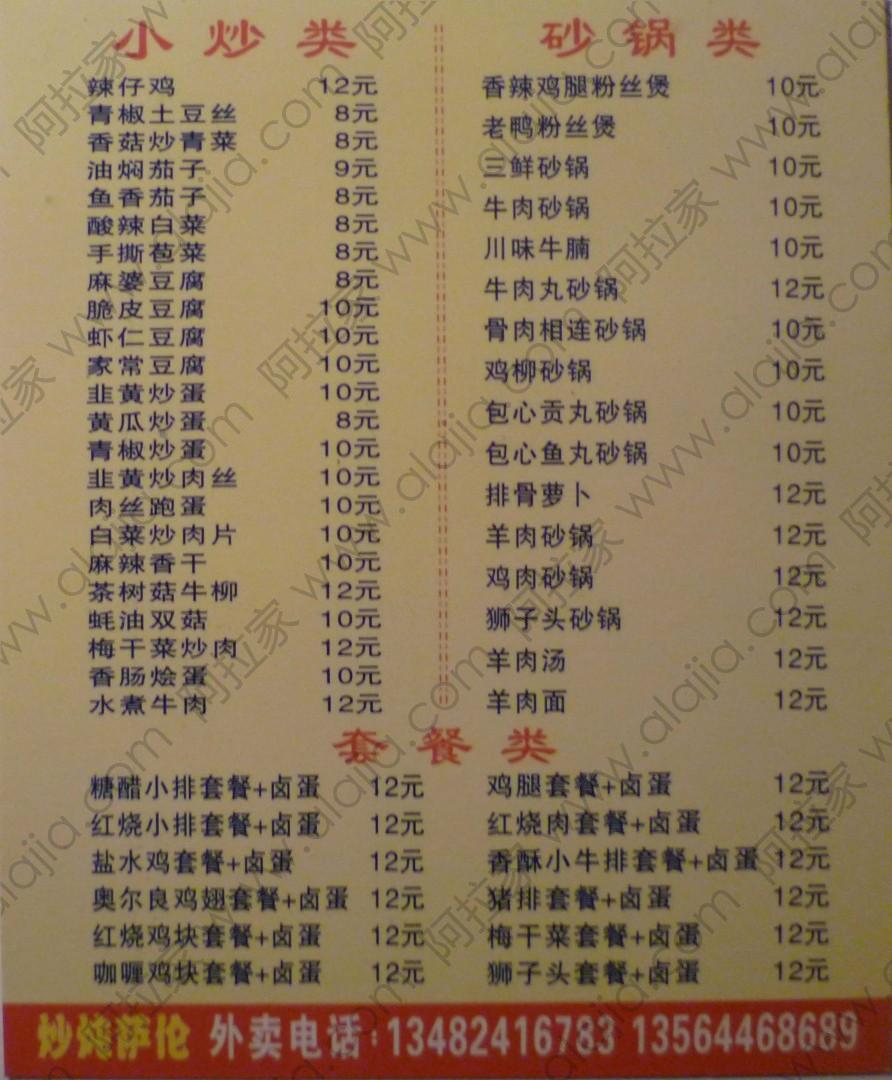 小炒类
辣仔鸡 12元
青椒土豆丝 8元
香菇炒青菜 8元
油焖茄子 9元
鱼香茄子 8元
酸辣白菜 8元
手撕苞菜 8元
麻婆豆腐 8元
脆皮豆腐 10元
虾仁豆腐 10元
家常豆腐 10元
韭黄炒蛋 10元
黄瓜炒蛋 8元
青椒炒蛋 10元
韭黄炒肉丝 10元
肉丝跑蛋 10元
白菜炒肉片 10元
麻辣香干 10元
茶树菇牛柳 12元
蚝油双菇 10元
梅干菜炒肉 12元
香肠烩蛋 10元
水煮牛肉 12元
砂锅类
香辣鸡腿粉丝煲 10元
老鸭粉丝煲 10元
三鲜砂锅 10元
牛肉砂锅 10元
川味牛腩 10元
牛肉丸砂锅 12元
骨肉相连砂锅 10元
鸡柳砂锅 10元
包心贡丸砂锅 10元
包心鱼丸砂锅 10元
排骨萝卜 12元
羊肉砂锅 12元
鸡肉砂锅 12元
狮子头砂锅 12元
羊肉汤 12元
羊肉面 12元
套餐类
糖醋小排套餐+卤蛋 12元
红烧小排套餐+卤蛋 12元
盐水鸡套餐+卤蛋 12元
奥尔良鸡翅套餐+卤蛋 12元
红烧鸡块套餐+卤蛋 12元
咖喱鸡块套餐+卤蛋 12元
鸡腿套餐+卤蛋 12元
红烧肉套餐+卤蛋 12元
香酥小牛排套餐+卤蛋 12元
猪排套餐+卤蛋 12元
梅干菜套餐+卤蛋 12元
狮子头套餐+卤蛋 12元
炒炖萨伦 外卖电话:13482416783 13564468689
阿拉家 www.alajia.com